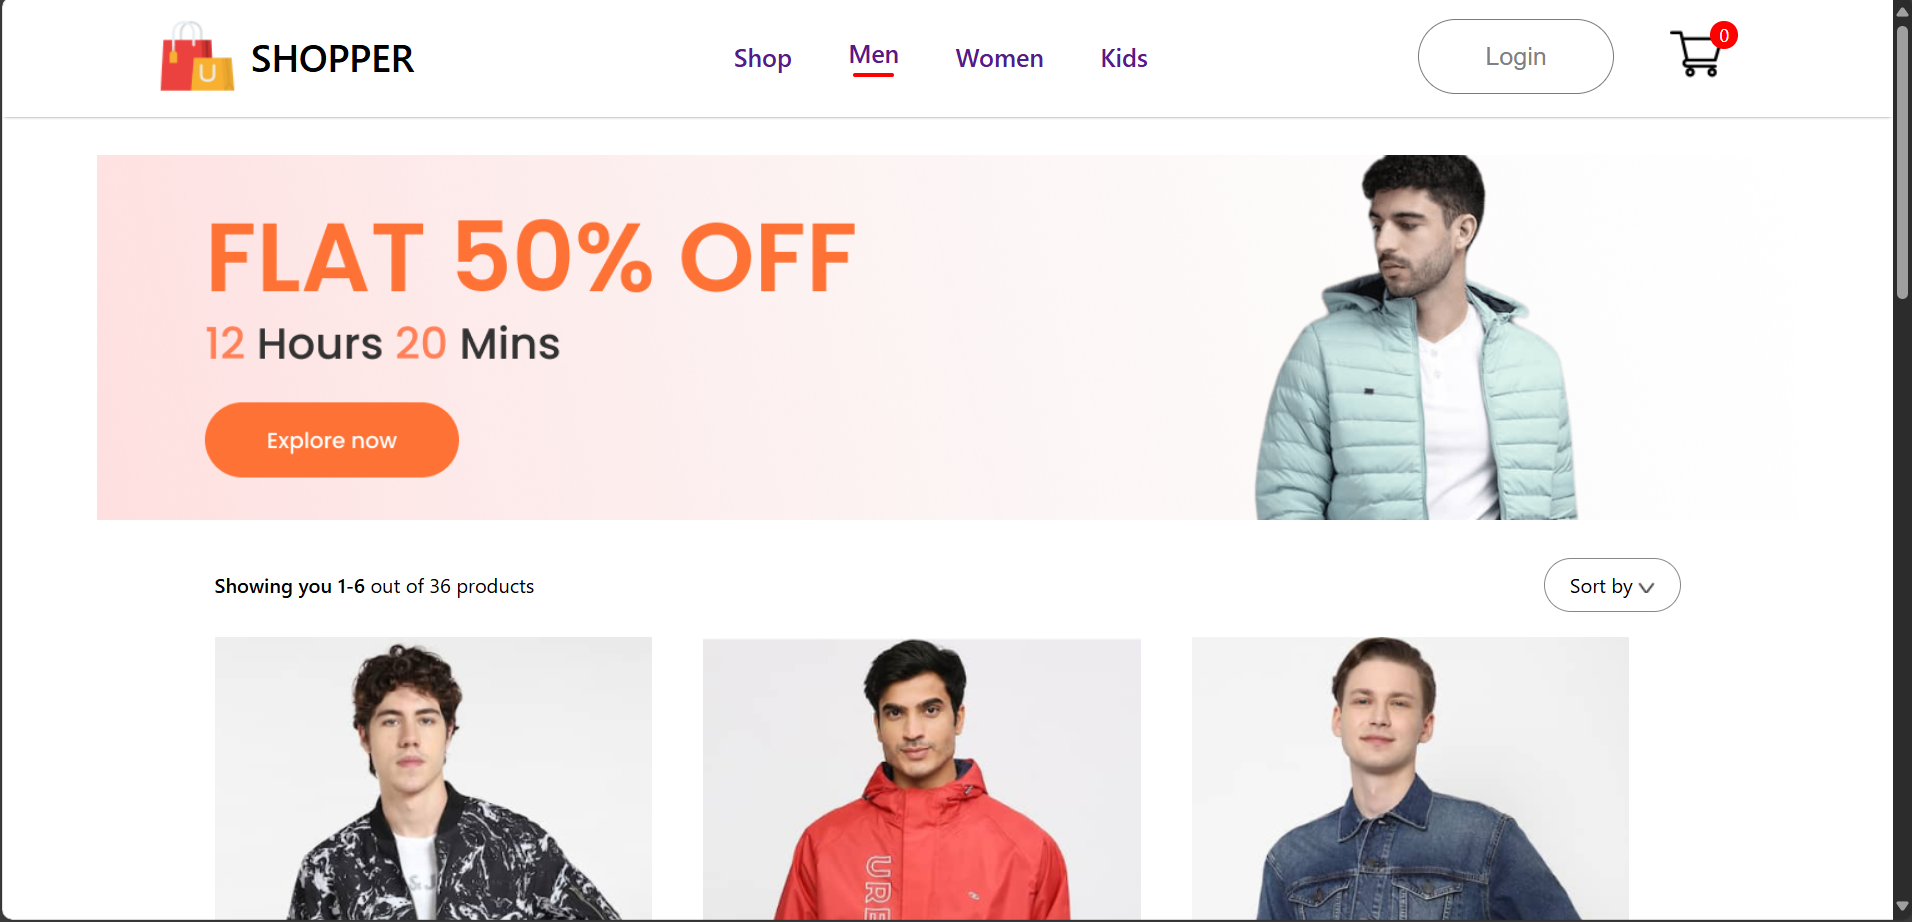 SHOPPER
Shop Men Women Kids
Login
0
FLAT 50% OFF
12 Hours 20 Mins
Explore now
Showing you 1-6 out of 36 products
Sort by
& J
URE